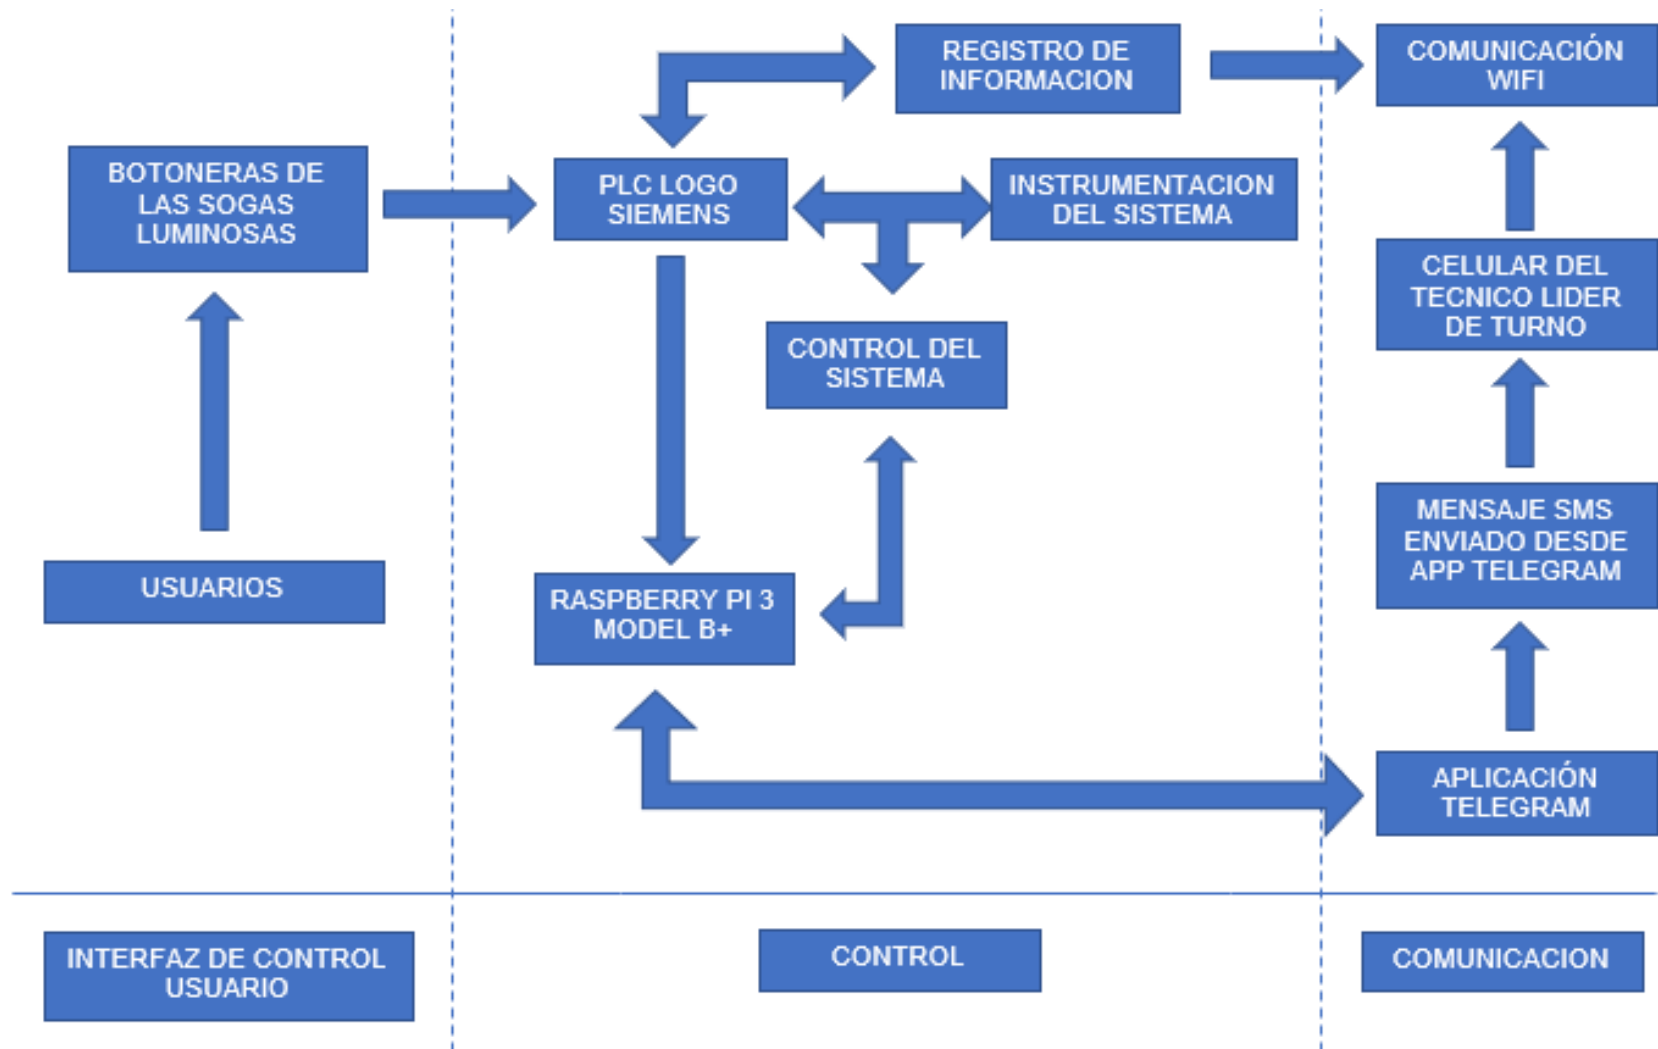 REGISTRO DE
INFORMACION
COMUNICACIÓN
WIFI
BOTONERAS DE
LAS SOGAS
LUMINOSAS
PLC LOGO
SIEMENS
INSTRUMENTACION
DEL SISTEMA
CELULAR DEL
TECNICO LIDER
DE TURNO
CONTROL DEL
SISTEMA
MENSAJE SMS
ENVIADO DESDE
APP TELEGRAM
USUARIOS
RASPBERRY PI 3
MODEL B+
APLICACIÓN
TELEGRAM
INTERFAZ DE CONTROL
USUARIO
CONTROL
COMUNICACION